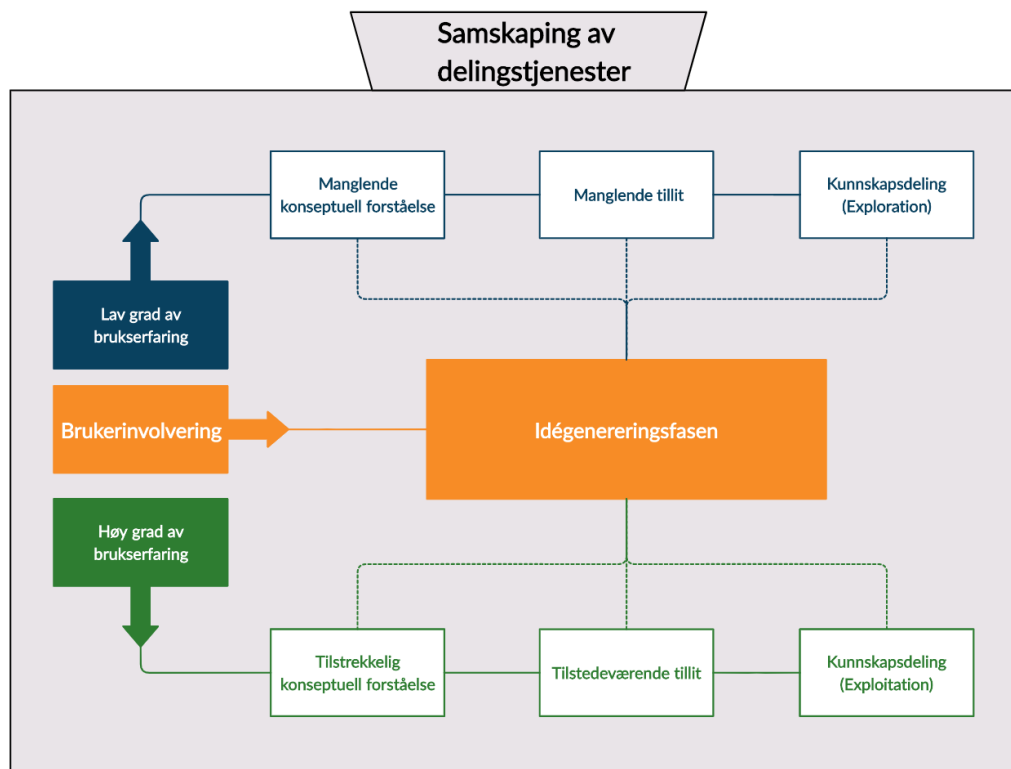 Samskaping av
delingstjenester
Manglende
konseptuell forståelse
Manglende tillit
Kunnskapsdeling
(Exploration)
Lav grad av
brukserfaring
Brukerinvolvering
Idégenereringsfasen
Høy grad av
brukserfaring
Tilstrekkelig
konseptuell forståelse
Tilstedeværende tillit
Kunnskapsdeling
(Exploitation)